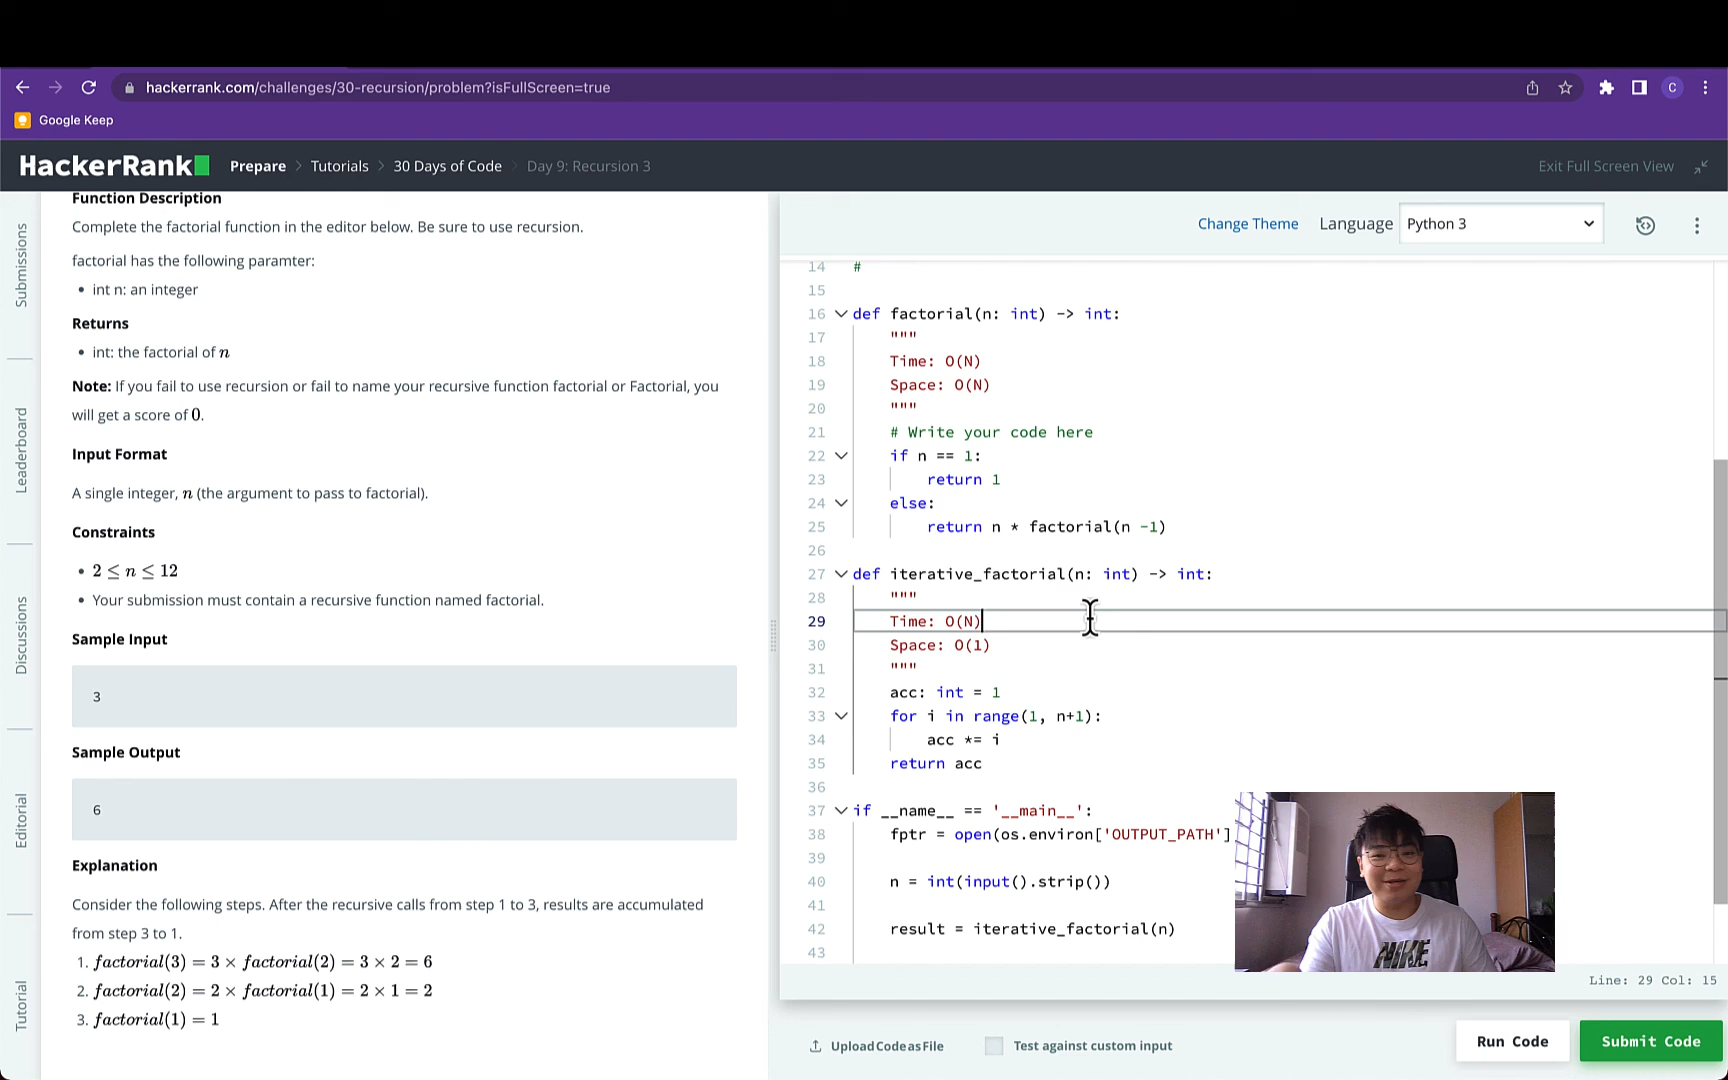 hackerrank.com/challenges/30-recursion/problem?isFullScreen=true
C
Google Keep
HackerRank
Prepare > Tutorials > 30 Days of Code > Day 9: Recursion 3
Exit Full Screen View
Submissions
Leaderboard
Discussions
Editorial
Tutorial
Function Description
Complete the factorial function in the editor below. Be sure to use recursion.
factorial has the following paramter:
• int n: an integer
Returns
• int: the factorial of n
Note: If you fail to use recursion or fail to name your recursive function factorial or Factorial, you
will get a score of 0.
Input Format
A single integer, n (the argument to pass to factorial).
Constraints
• 2 ≤ n ≤ 12
• Your submission must contain a recursive function named factorial.
Sample Input
3
Sample Output
6
Explanation
Consider the following steps. After the recursive calls from step 1 to 3, results are accumulated
from step 3 to 1.
1. factorial(3) = 3 × factorial(2) = 3 × 2 = 6
2. factorial(2) = 2 × factorial(1) = 2 × 1 = 2
3. factorial(1) = 1
Change Theme
Language
Python 3
14 #
15
16 def factorial(n: int) -> int:
17     """
18     Time: O(N)
19     Space: O(N)
20     """
21     # Write your code here
22     if n == 1:
23         return 1
24     else:
25         return n * factorial(n -1)
26
27 def iterative_factorial(n: int) -> int:
28     """
29     Time: O(N)
30     Space: O(1)
31     """
32     acc: int = 1
33     for i in range(1, n+1):
34         acc *= i
35     return acc
36
37 if __name__ == '__main__':
38     fptr = open(os.environ['OUTPUT_PATH']
39
40     n = int(input().strip())
41
42     result = iterative_factorial(n)
43
NIKE
Line: 29 Col: 15
Upload Code as File
Test against custom input
Run Code
Submit Code